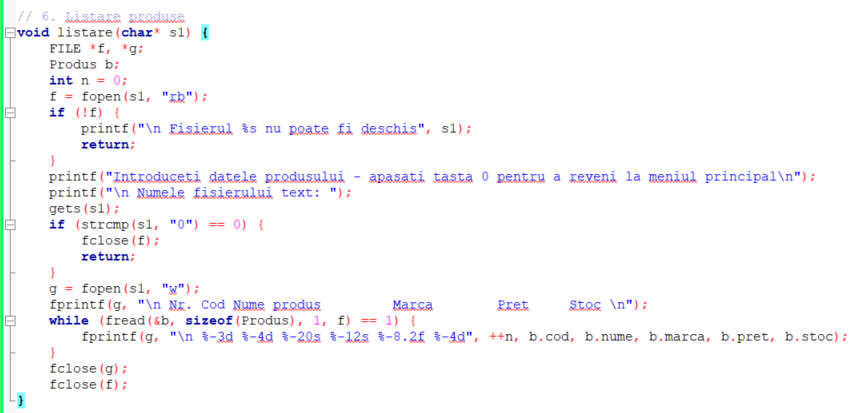 // 6. Listare produse
void listare(char* s1) {
    FILE *f, *g;
    Produs b;
    int n = 0;
    f = fopen(s1, "rb");
    if (!f) {
        printf("\n Fisierul %s nu poate fi deschis", s1);
        return;
    }
    printf("Introduceti datele produsului - apasati tasta 0 pentru a reveni la meniul principal\n");
    printf("\n Numele fisierului text: ");
    gets(s1);
    if (strcmp(s1, "0") == 0) {
        fclose(f);
        return;
    }
    g = fopen(s1, "w");
    fprintf(g, "\n Nr. Cod Nume produs         Marca        Pret     Stoc \n");
    while (fread(&b, sizeof(Produs), 1, f) == 1) {
        fprintf(g, "\n %-3d %-4d %-20s %-12s %-8.2f %-4d", ++n, b.cod, b.nume, b.marca, b.pret, b.stoc);
    }
    fclose(g);
    fclose(f);
}